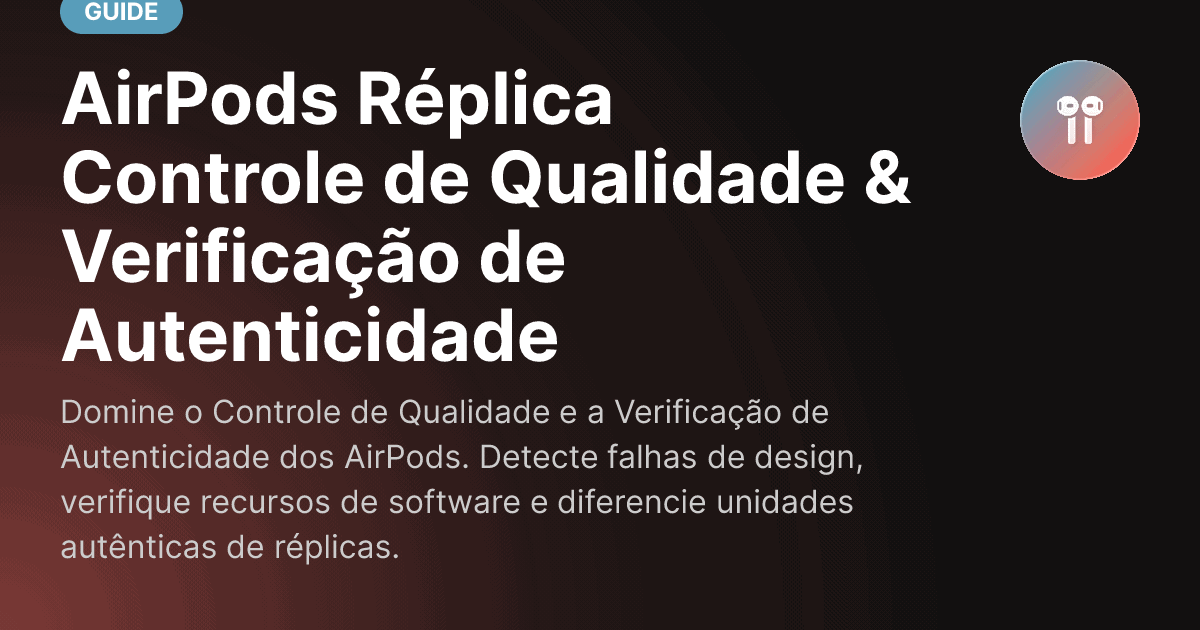 GUIDE
AirPods Réplica
Controle de Qualidade &
Verificação de
Autenticidade
Domine o Controle de Qualidade e a Verificação de
Autenticidade dos AirPods. Detecte falhas de design,
verifique recursos de software e diferencie unidades
autênticas de réplicas.